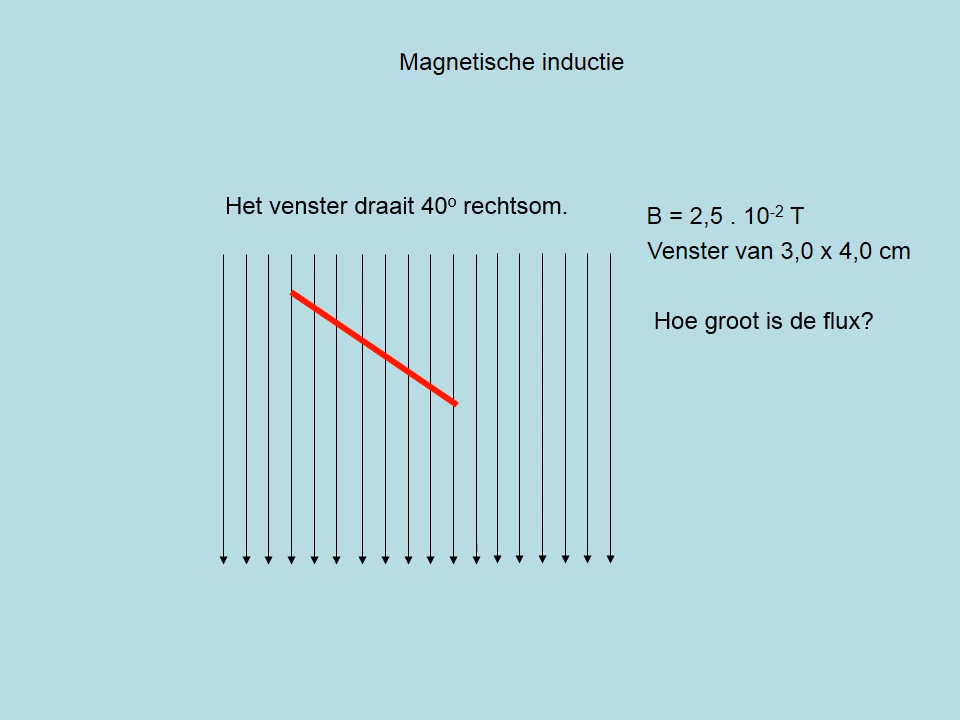 Magnetische inductie
Het venster draait 40º rechtsom.
B = 2,5 . 10⁻² T
Venster van 3,0 x 4,0 cm
Hoe groot is de flux?